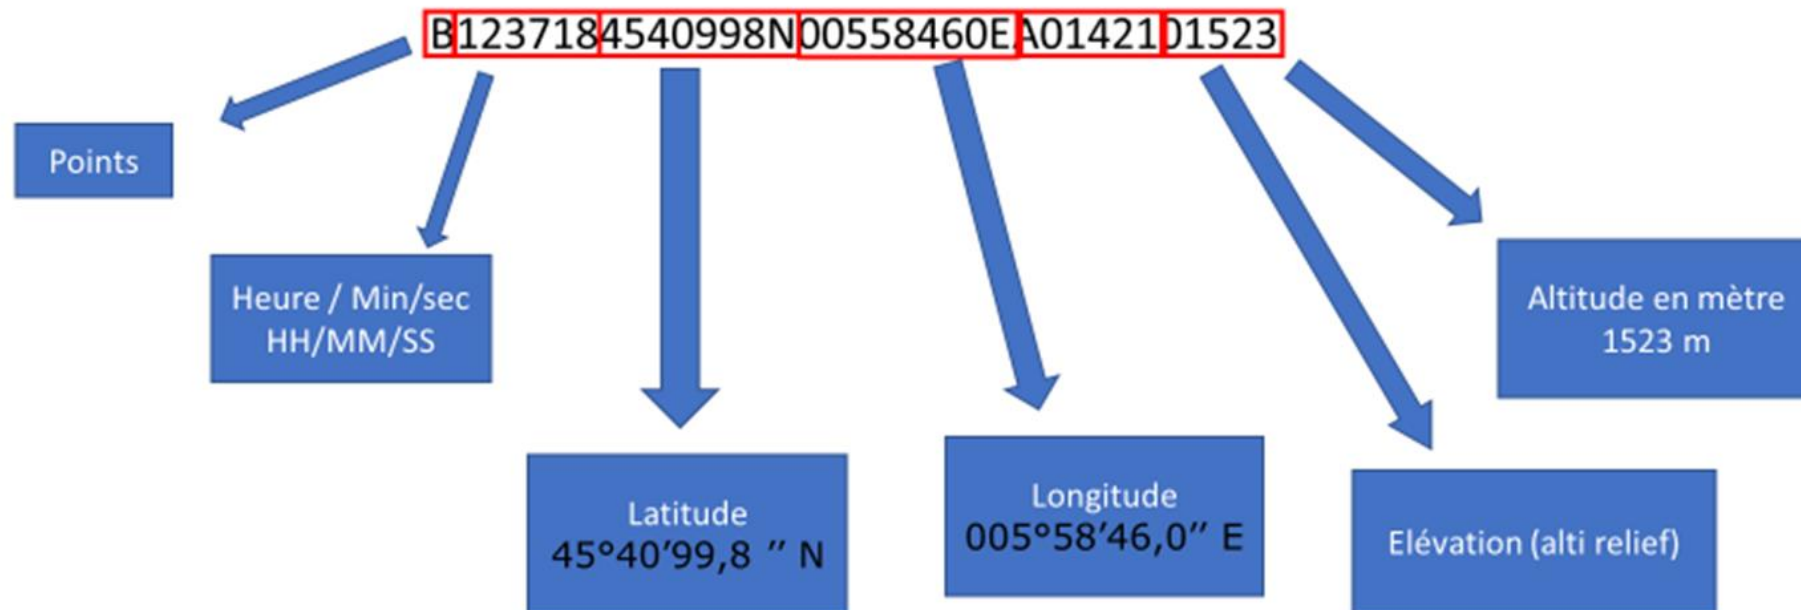 B1237184540998N00558460EA0142101523
Points
Heure / Min/sec
HH/MM/SS
Latitude
45°40’99,8 ’’ N
Longitude
005°58’46,0’’ E
Elévation (alti relief)
Altitude en mètre
1523 m